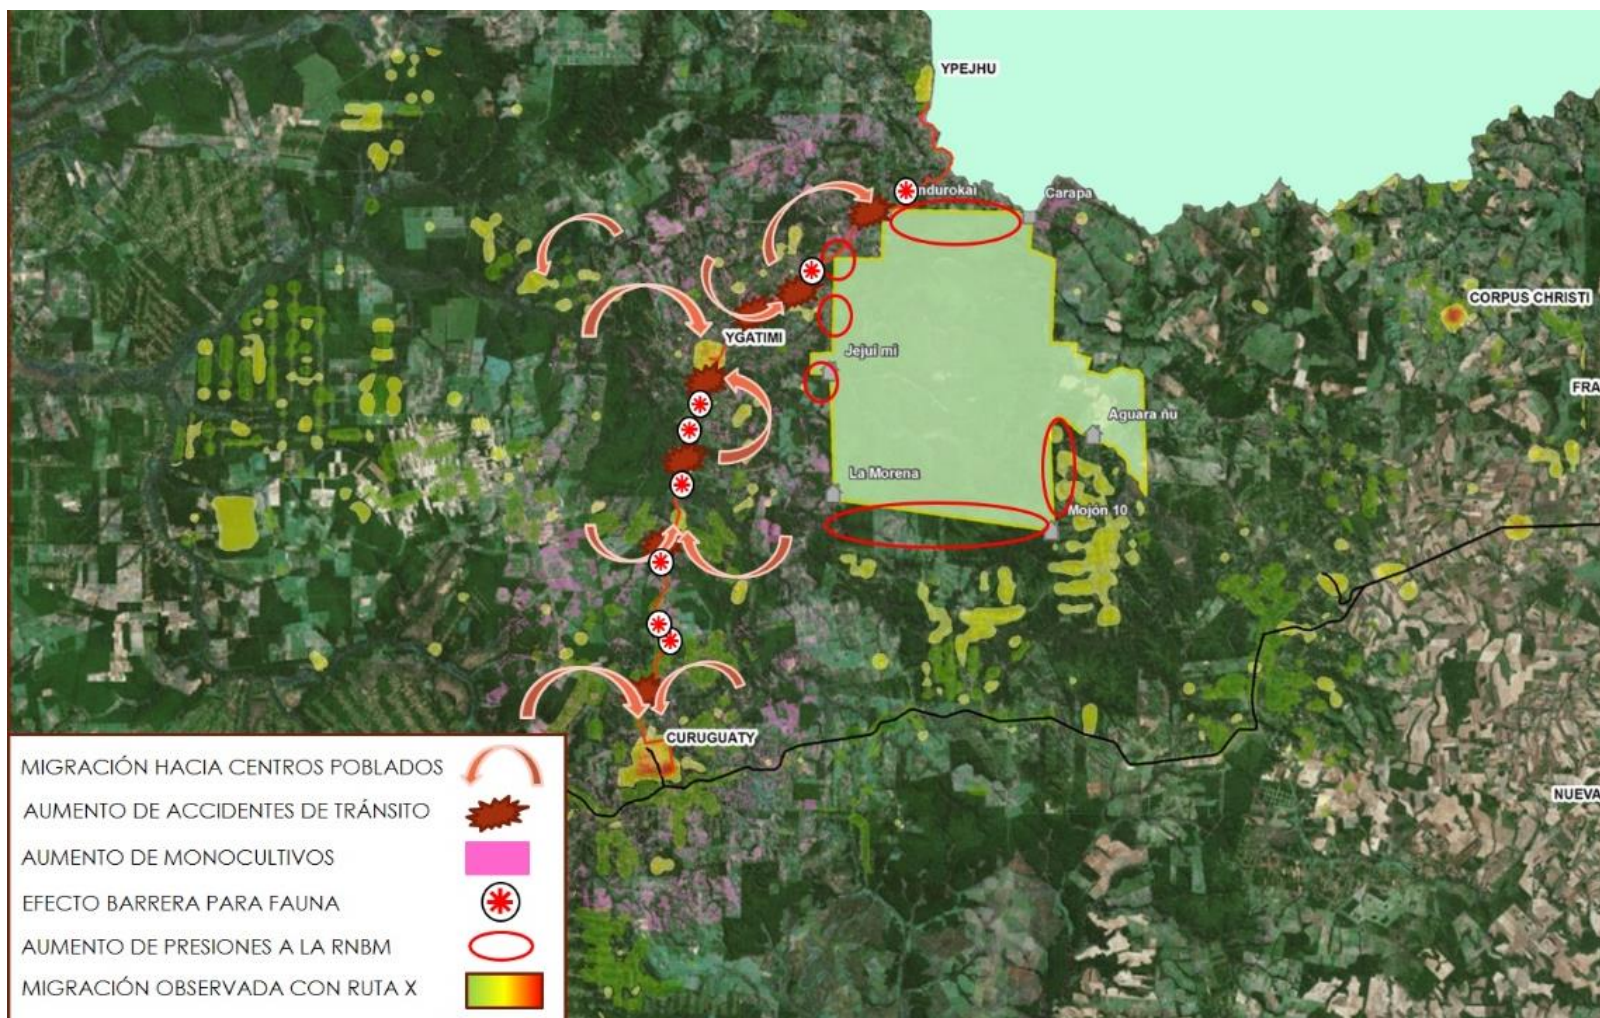 YPEJHU
ndurokai
Carapa
CORPUS CHRISTI
YGATIMI
Jejui mi
FRA
Aguara ñu
La Morena
Mojón 10
CURUGUATY
NUEVA
MIGRACIÓN HACIA CENTROS POBLADOS
AUMENTO DE ACCIDENTES DE TRÁNSITO
AUMENTO DE MONOCULTIVOS
EFECTO BARRERA PARA FAUNA
AUMENTO DE PRESIONES A LA RNBM
MIGRACIÓN OBSERVADA CON RUTA X